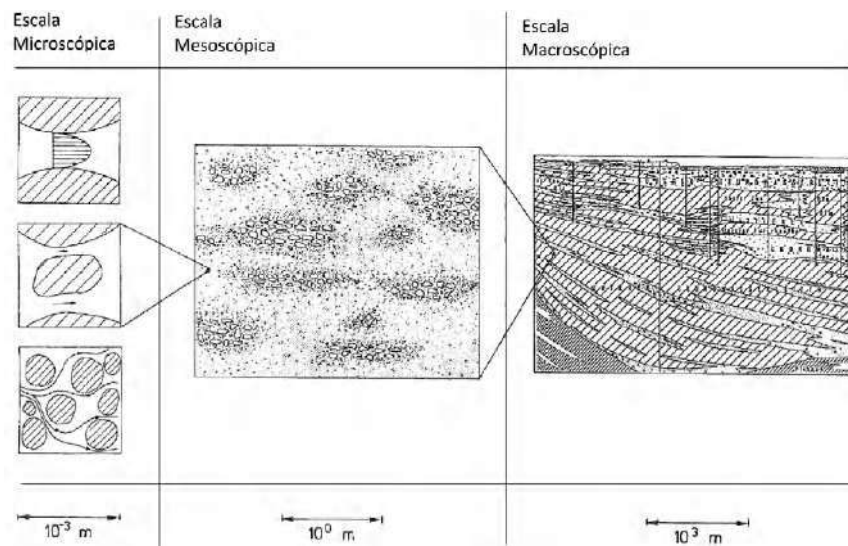 Escala
Microscópica
Escala
Mesoscópica
Escala
Macroscópica
10⁻³ m
10⁰ m
10³ m